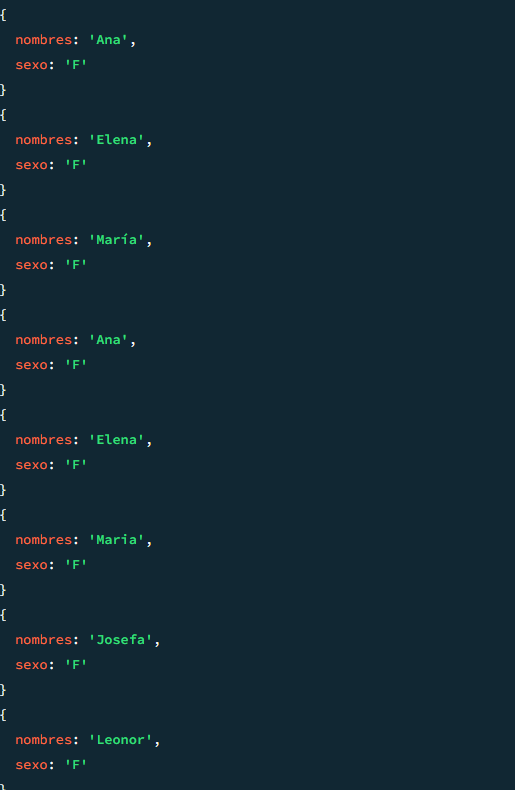 {
  nombres: 'Ana',
  sexo: 'F'
}
{
  nombres: 'Elena',
  sexo: 'F'
}
{
  nombres: 'María',
  sexo: 'F'
}
{
  nombres: 'Ana',
  sexo: 'F'
}
{
  nombres: 'Elena',
  sexo: 'F'
}
{
  nombres: 'Maria',
  sexo: 'F'
}
{
  nombres: 'Josefa',
  sexo: 'F'
}
{
  nombres: 'Leonor',
  sexo: 'F'
}